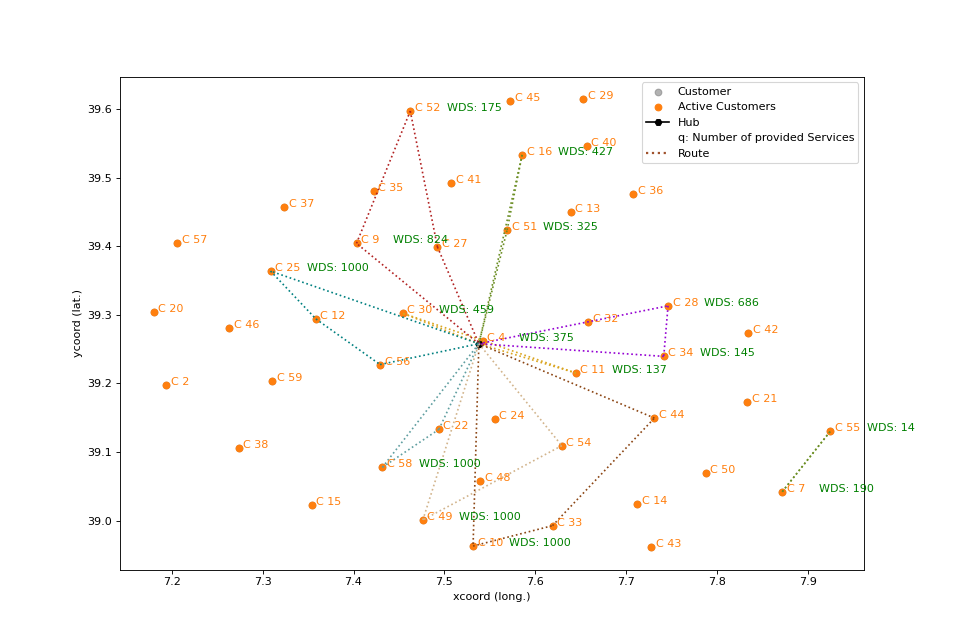 C 52 WDS: 175
C 45
C 29
Customer
Active Customers
Hub
q: Number of provided Services
Route
C 16 WDS: 427
C 40
C 35
C 41
C 36
C 37
C 13
C 51 WDS: 325
C 57
C 9 WDS: 824
C 27
C 25 WDS: 1000
C 20
C 12
C 30 WDS: 459
C 32
C 28 WDS: 686
C 46
C 4 WDS: 375
C 42
C 34 WDS: 145
C 56
C 11 WDS: 137
C 2
C 59
C 21
C 24
C 44
C 22
C 55 WDS: 14
C 38
C 54
C 58 WDS: 1000
C 48
C 50
C 7 WDS: 190
C 15
C 14
C 49 WDS: 1000
C 33
C 10 WDS: 1000
C 43
39.6
39.5
39.4
39.3
39.2
39.1
39.0
ycoord (lat.)
7.2 7.3 7.4 7.5 7.6 7.7 7.8 7.9
xcoord (long.)